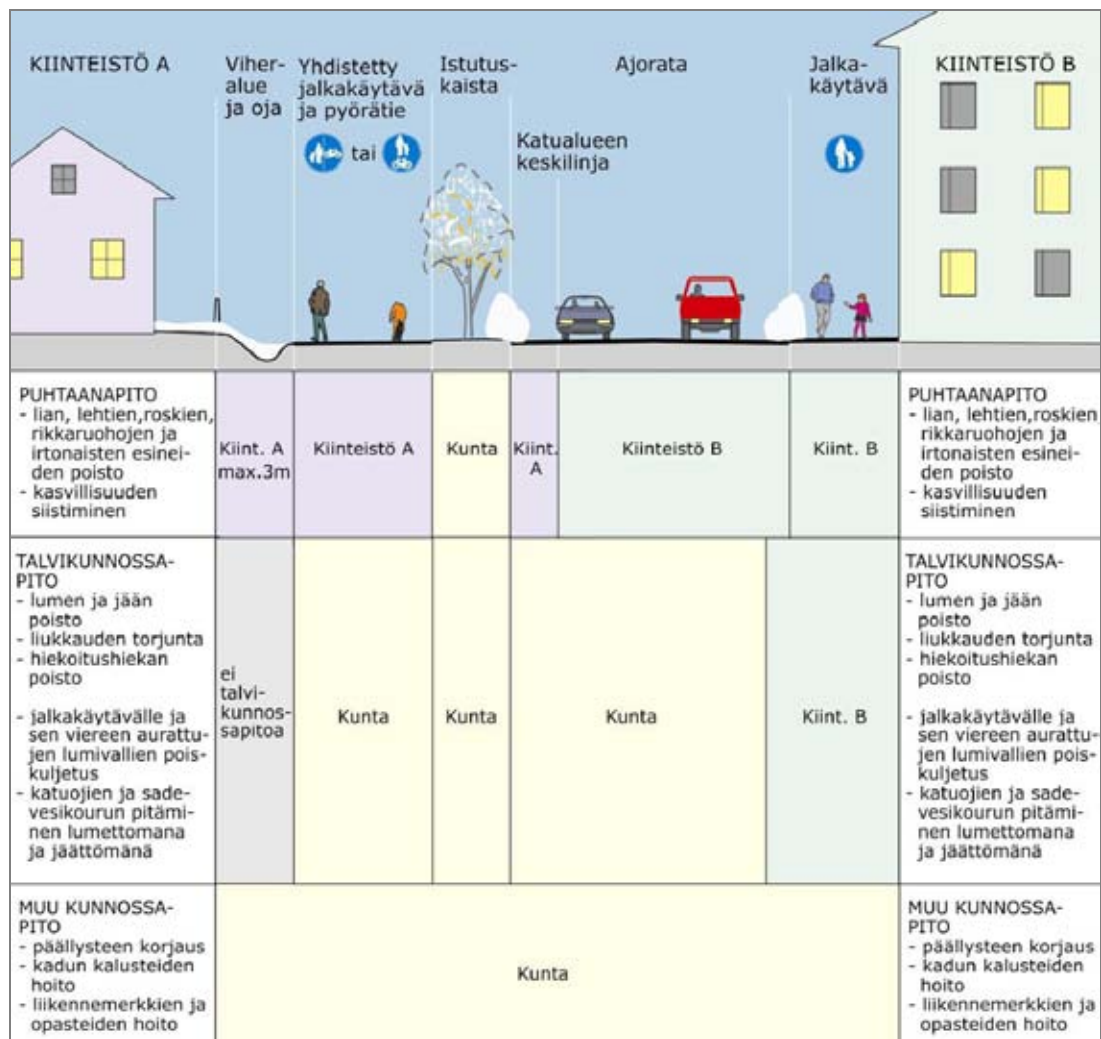 KIINTEISTÖ A
Viher-
alue
ja oja
Yhdistetty
jalkakäytävä
ja pyörätie
tai
Istutus-
kaista
Ajorata
Katualueen
keskilinja
Jalka-
käytävä
KIINTEISTÖ B
PUHTAANAPITO
- lian, lehtien,roskien,
rikkaruohojen ja
irtonaisten esinei-
den poisto
- kasvillisuuden
siistiminen
Kiint. A
max.3m
Kiinteistö A
Kunta
Kiint.
A
Kiinteistö B
Kiint. B
PUHTAANAPITO
- lian, lehtien,roskien
rikkaruohojen ja
irtonaisten esinei-
den poisto
- kasvillisuuden
siistiminen
TALVIKUNNOSSA-
PITO
- lumen ja jään
poisto
- liukkauden torjunta
- hiekoitushiekan
poisto
- jalkakäytävälle ja
sen viereen aurattu-
jen lumivallien pois-
kuljetus
- katuojien ja sade-
vesikourun pitämi-
nen lumettomana
ja jäättömänä
ei
talvi-
kunnos-
sapitoa
Kunta
Kunta
Kunta
Kiint. B
TALVIKUNNOSSA-
PITO
- lumen ja jään
poisto
- liukkauden torjunta
- hiekoitushiekan
poisto
- jalkakäytävälle ja
sen viereen aurattu-
jen lumivallien pois-
kuljetus
- katuojien ja sade-
vesikourun pitämi-
nen lumettomana
ja jäättömänä
MUU KUNNOSSA-
PITO
- päällysteen korjaus
- kadun kalusteiden
hoito
- liikennemerkkien ja
opasteiden hoito
Kunta
MUU KUNNOSSA-
PITO
- päällysteen korjaus
- kadun kalusteiden
hoito
- liikennemerkkien ja
opasteiden hoito